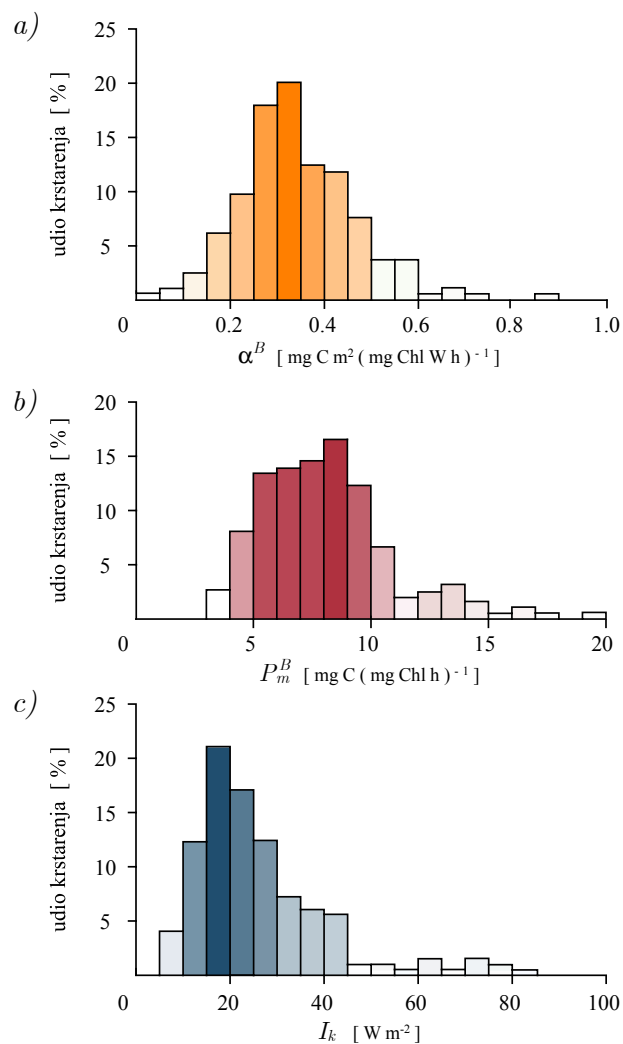 a)
udio krstarenja [ % ]
25
20
15
10
5
0 0.2 0.4 0.6 0.8 1.0
α^B [ mg C m² ( mg Chl W h ) ⁻¹ ]
b)
udio krstarenja [ % ]
20
15
10
5
0 5 10 15 20
P_m^B [ mg C ( mg Chl h ) ⁻¹ ]
c)
udio krstarenja [ % ]
25
20
15
10
5
0 20 40 60 80 100
I_k [ W m⁻² ]